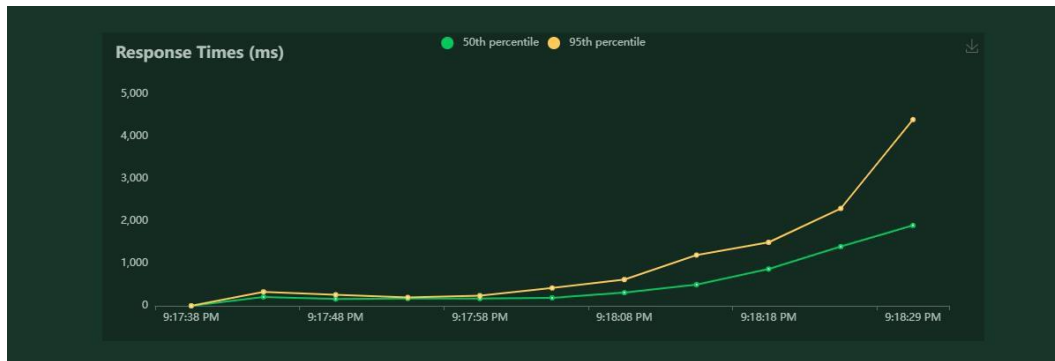 Response Times (ms)
50th percentile 95th percentile
5,000
4,000
3,000
2,000
1,000
0
9:17:38 PM 9:17:48 PM 9:17:58 PM 9:18:08 PM 9:18:18 PM 9:18:29 PM